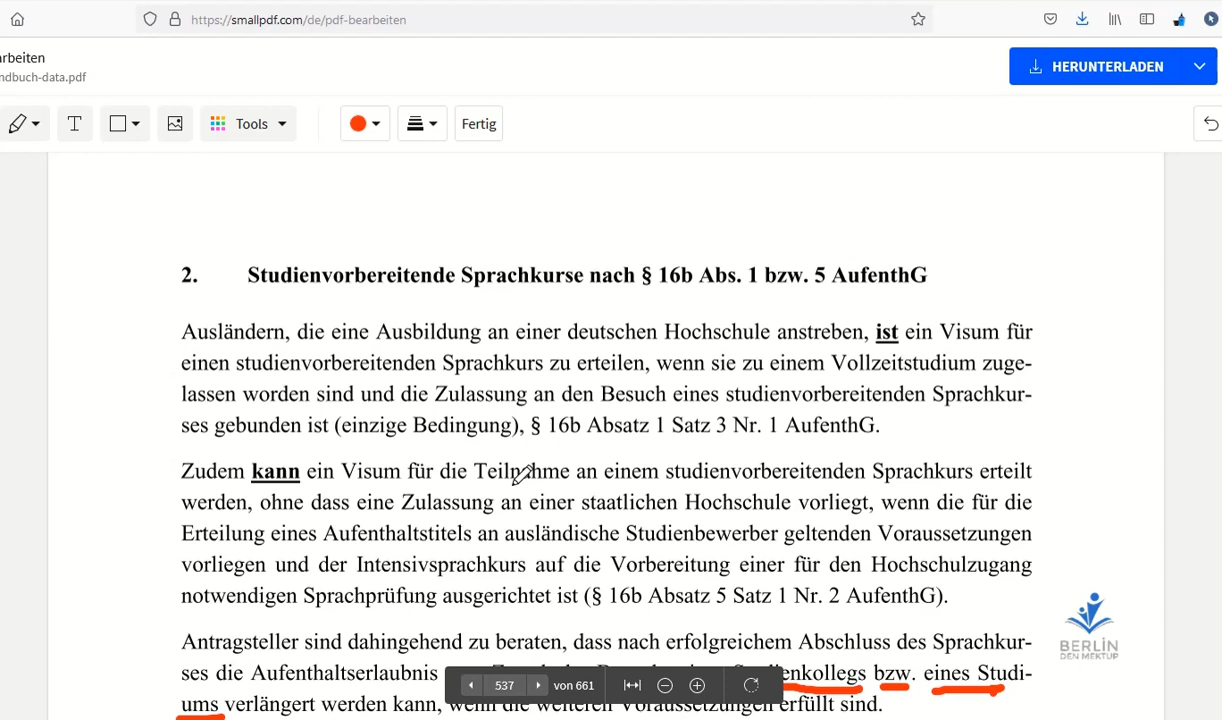 https://smallpdf.com/de/pdf-bearbeiten
rbeiten
ndbuch-data.pdf
HERUNTERLADEN
T
Tools
Fertig
2. Studienvorbereitende Sprachkurse nach § 16b Abs. 1 bzw. 5 AufenthG
Ausländern, die eine Ausbildung an einer deutschen Hochschule anstreben, ist ein Visum für
einen studienvorbereitenden Sprachkurs zu erteilen, wenn sie zu einem Vollzeitstudium zuge-
lassen worden sind und die Zulassung an den Besuch eines studienvorbereitenden Sprachkur-
ses gebunden ist (einzige Bedingung), § 16b Absatz 1 Satz 3 Nr. 1 AufenthG.
Zudem kann ein Visum für die Teilnahme an einem studienvorbereitenden Sprachkurs erteilt
werden, ohne dass eine Zulassung an einer staatlichen Hochschule vorliegt, wenn die für die
Erteilung eines Aufenthaltstitels an ausländische Studienbewerber geltenden Voraussetzungen
vorliegen und der Intensivsprachkurs auf die Vorbereitung einer für den Hochschulzugang
notwendigen Sprachprüfung ausgerichtet ist (§ 16b Absatz 5 Satz 1 Nr. 2 AufenthG).
BERLİN
DEN MEKTUP
Antragsteller sind dahingehend zu beraten, dass nach erfolgreichem Abschluss des Sprachkur-
ses die Aufenthaltserlaubnis enkollegs bzw. eines Studi-
ums verlängert werden kann, wenn die weiteren Voraussetzungen erfüllt sind.
537 von 661